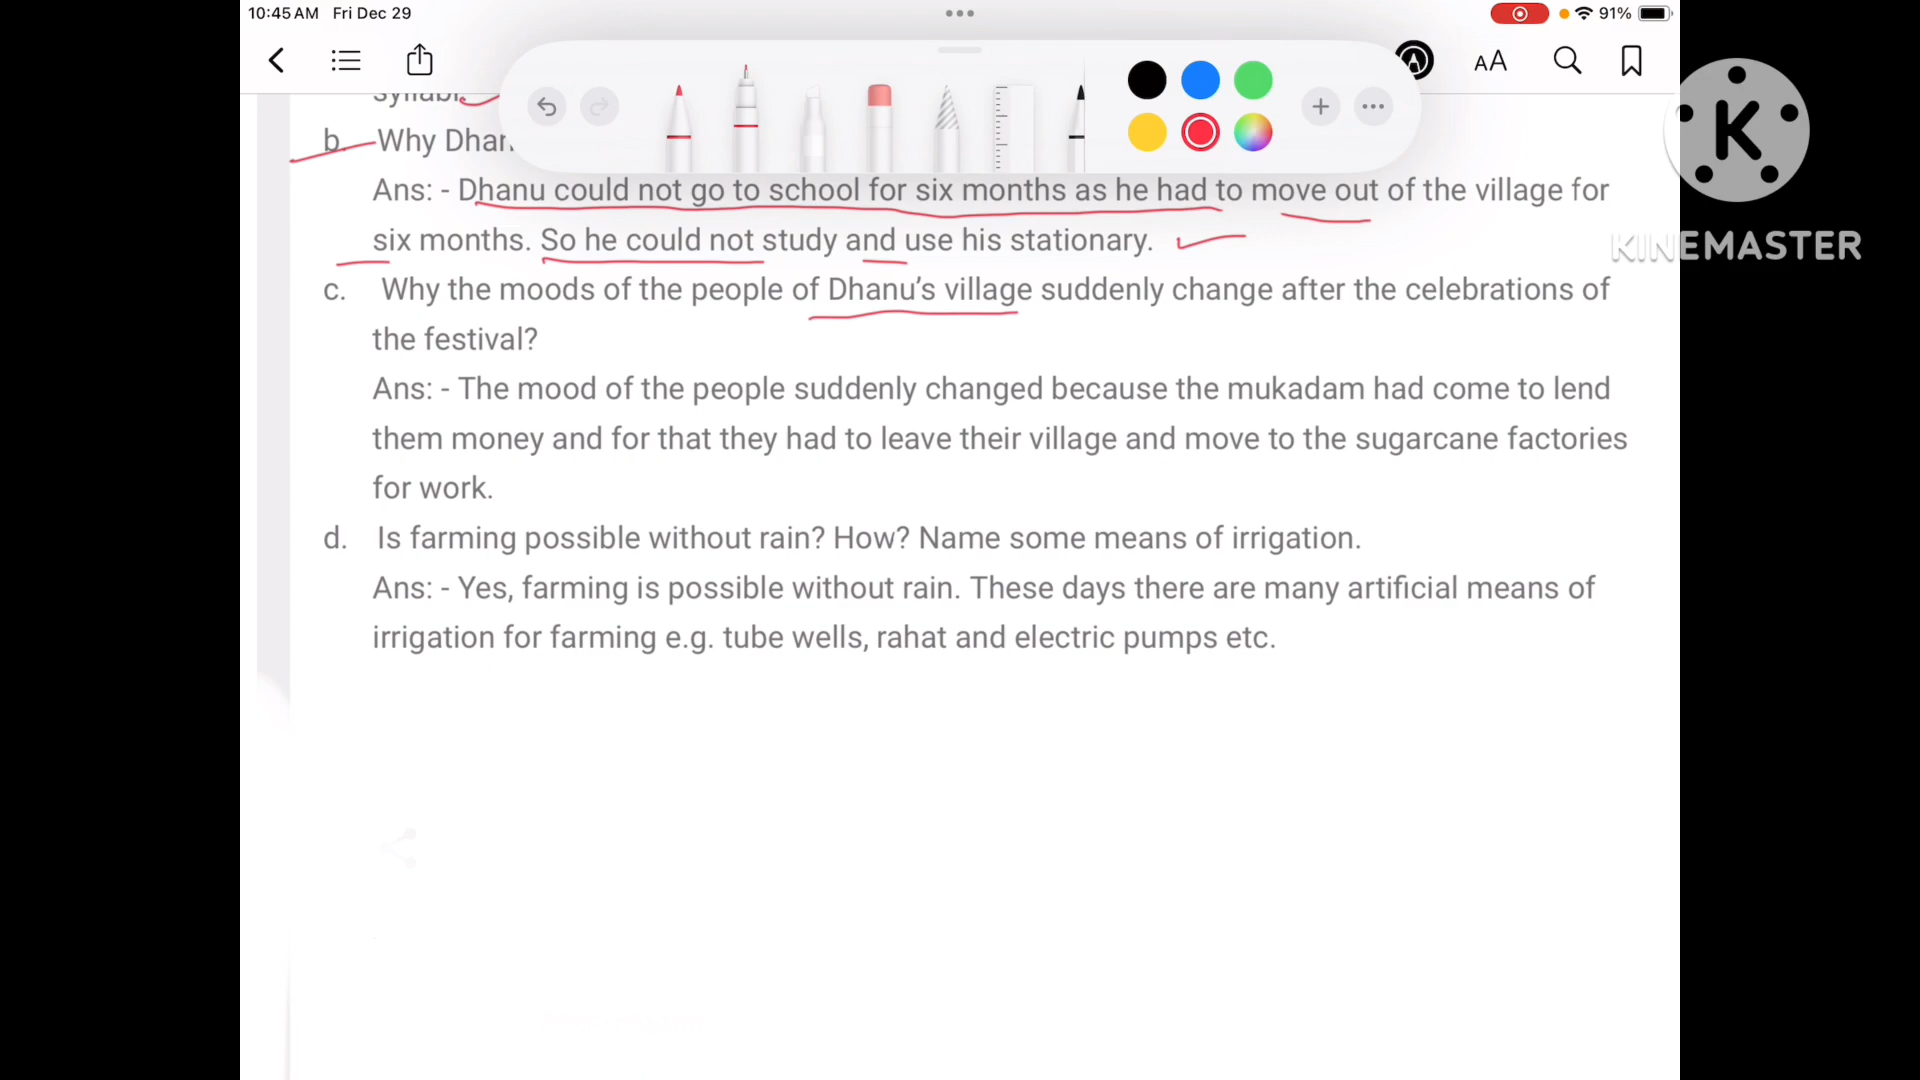 10:45 AM Fri Dec 29
91%
AA
K
KINEMASTER
b. Why
Ans: - Dhanu could not go to school for six months as he had to move out of the village for
six months. So he could not study and use his stationary.
c. Why the moods of the people of Dhanu's village suddenly change after the celebrations of
the festival?
Ans: - The mood of the people suddenly changed because the mukadam had come to lend
them money and for that they had to leave their village and move to the sugarcane factories
for work.
d. Is farming possible without rain? How? Name some means of irrigation.
Ans: - Yes, farming is possible without rain. These days there are many artificial means of
irrigation for farming e.g. tube wells, rahat and electric pumps etc.